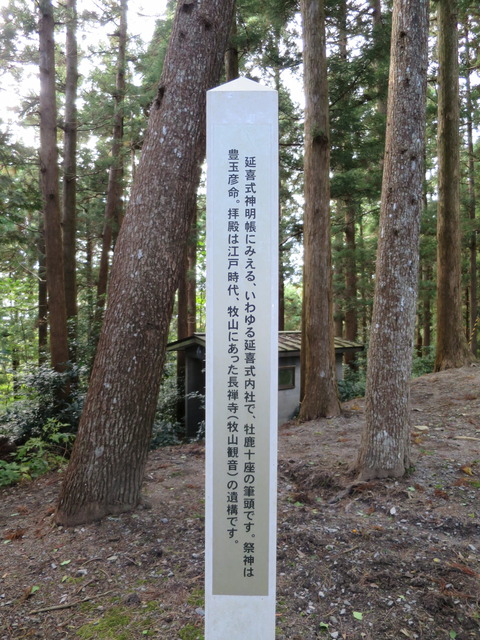 延喜式神明帳にみえる、いわゆる延喜式内社で、牡鹿十座の筆頭です。祭神は
豊玉彦命。拝殿は江戸時代、牧山にあった長禅寺(牧山観音)の遺構です。